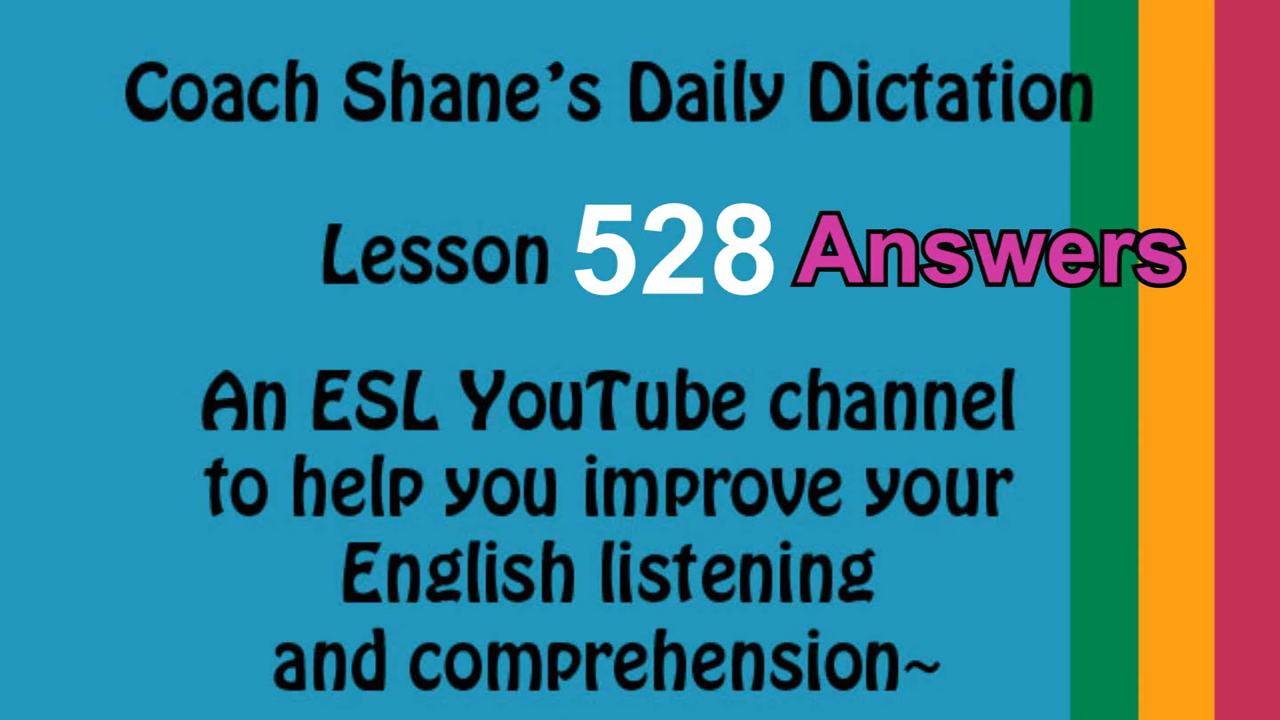 Coach Shane's Daily Dictation
Lesson 528 Answers
An ESL YouTube channel
to help you improve your
English listening
and comprehension~